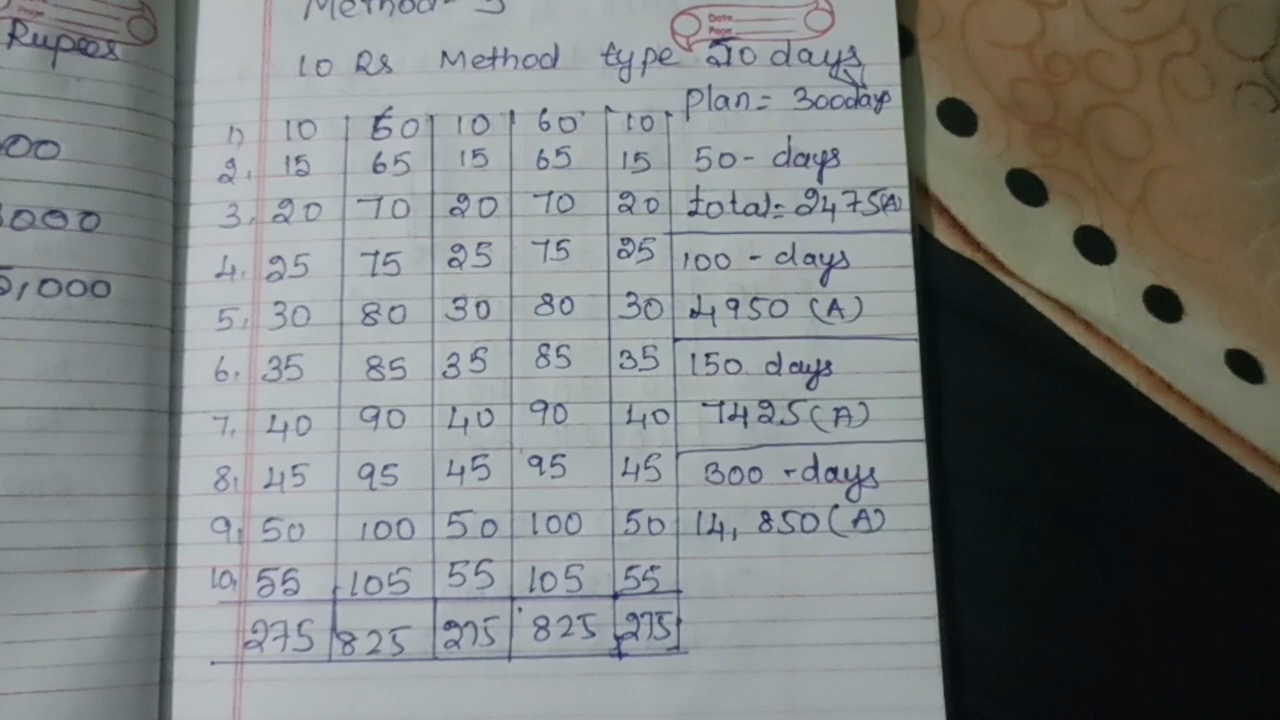 Rupees
00
000
5,000
Method-3
Date
Page
10 Rs Method type 50 days
Plan = 300days
1) 10 60 10 60 10
2. 15 65 15 65 15 50 - days
3. 20 70 20 70 20 total = 2475(A)
4. 25 75 25 75 25 100 - days
5. 30 80 30 80 30 4950 (A)
6. 35 85 35 85 35 150 days
7. 40 90 40 90 40 7425(A)
8. 45 95 45 95 45 300 - days
9. 50 100 50 100 50 14, 850(A)
10. 55 105 55 105 55
275 825 275 825 275